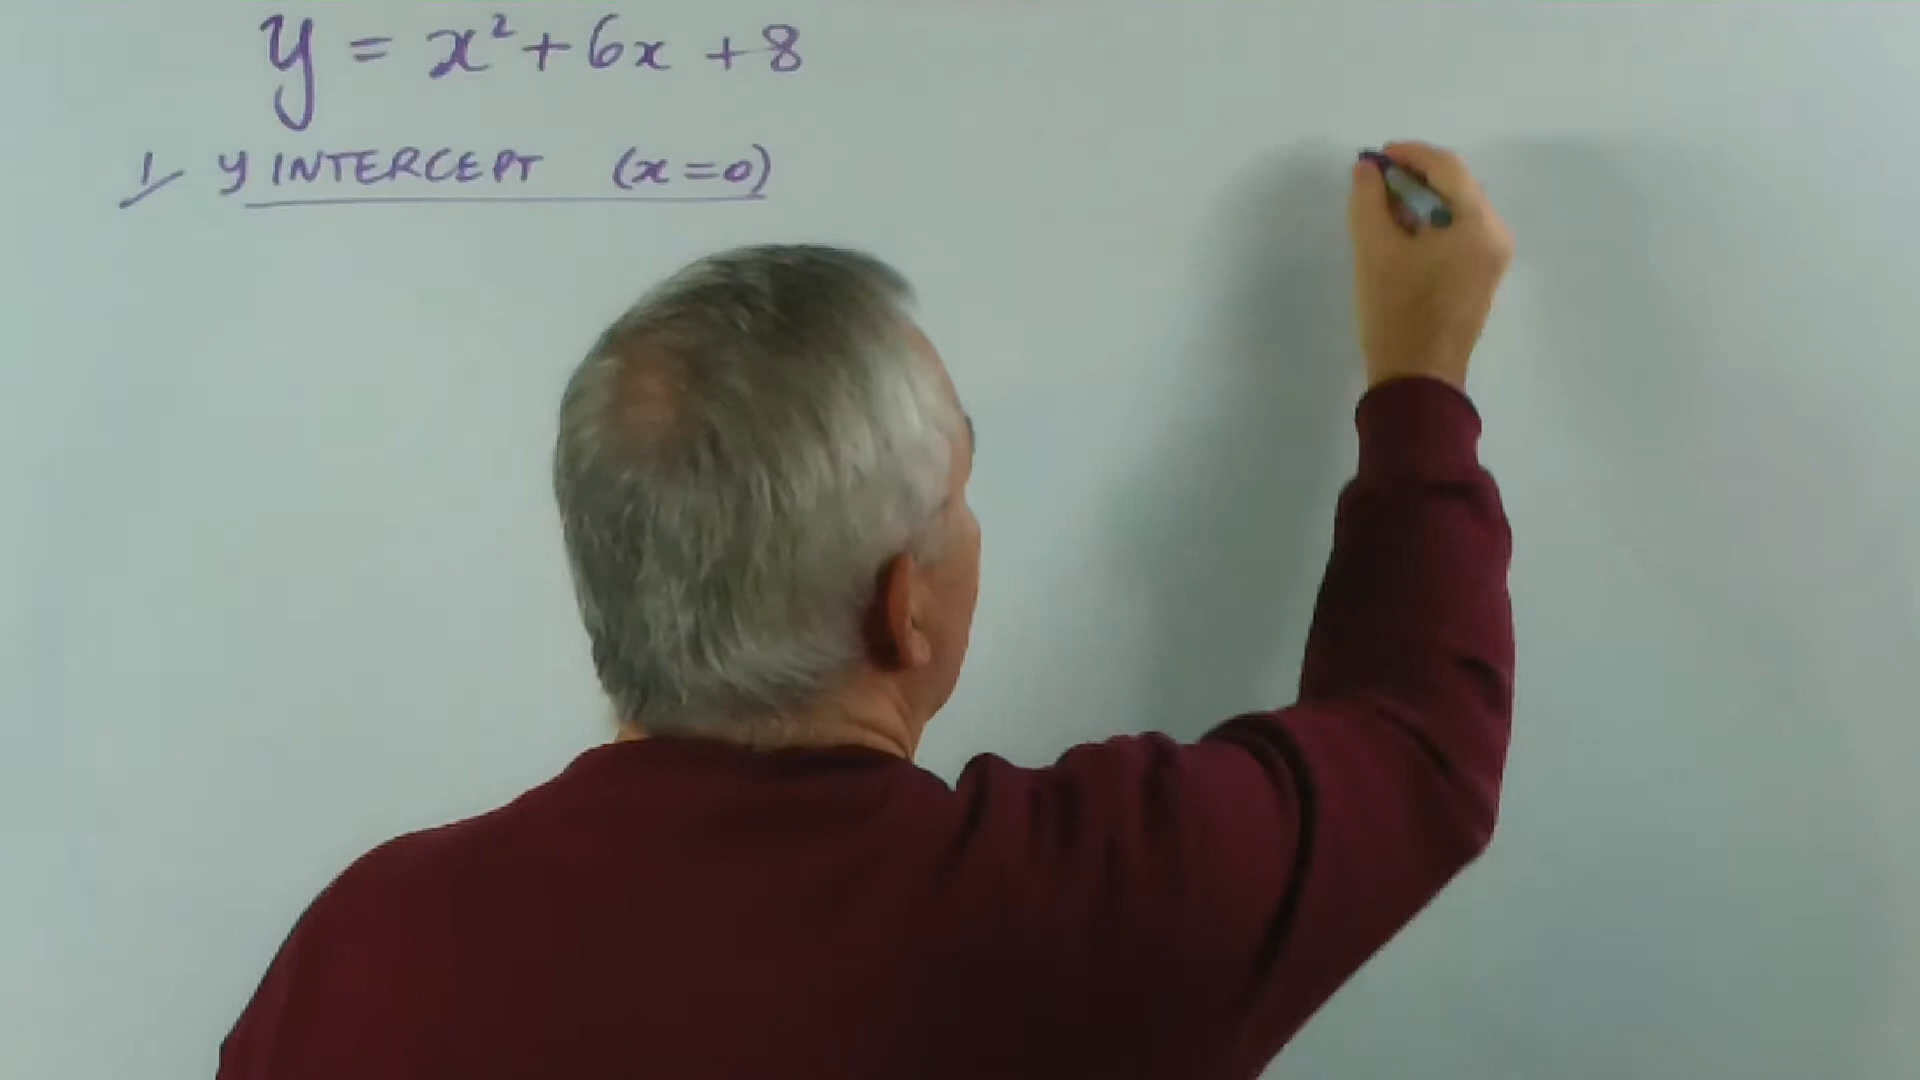 y = x² + 6x + 8
1/ y INTERCEPT (x = 0)